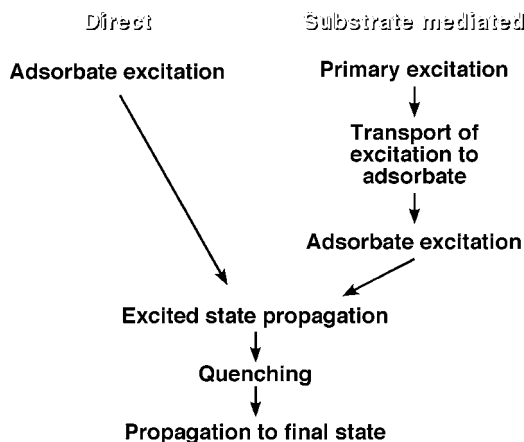 Direct
Substrate mediated
Adsorbate excitation
Primary excitation
Transport of
excitation to
adsorbate
Adsorbate excitation
Excited state propagation
Quenching
Propagation to final state